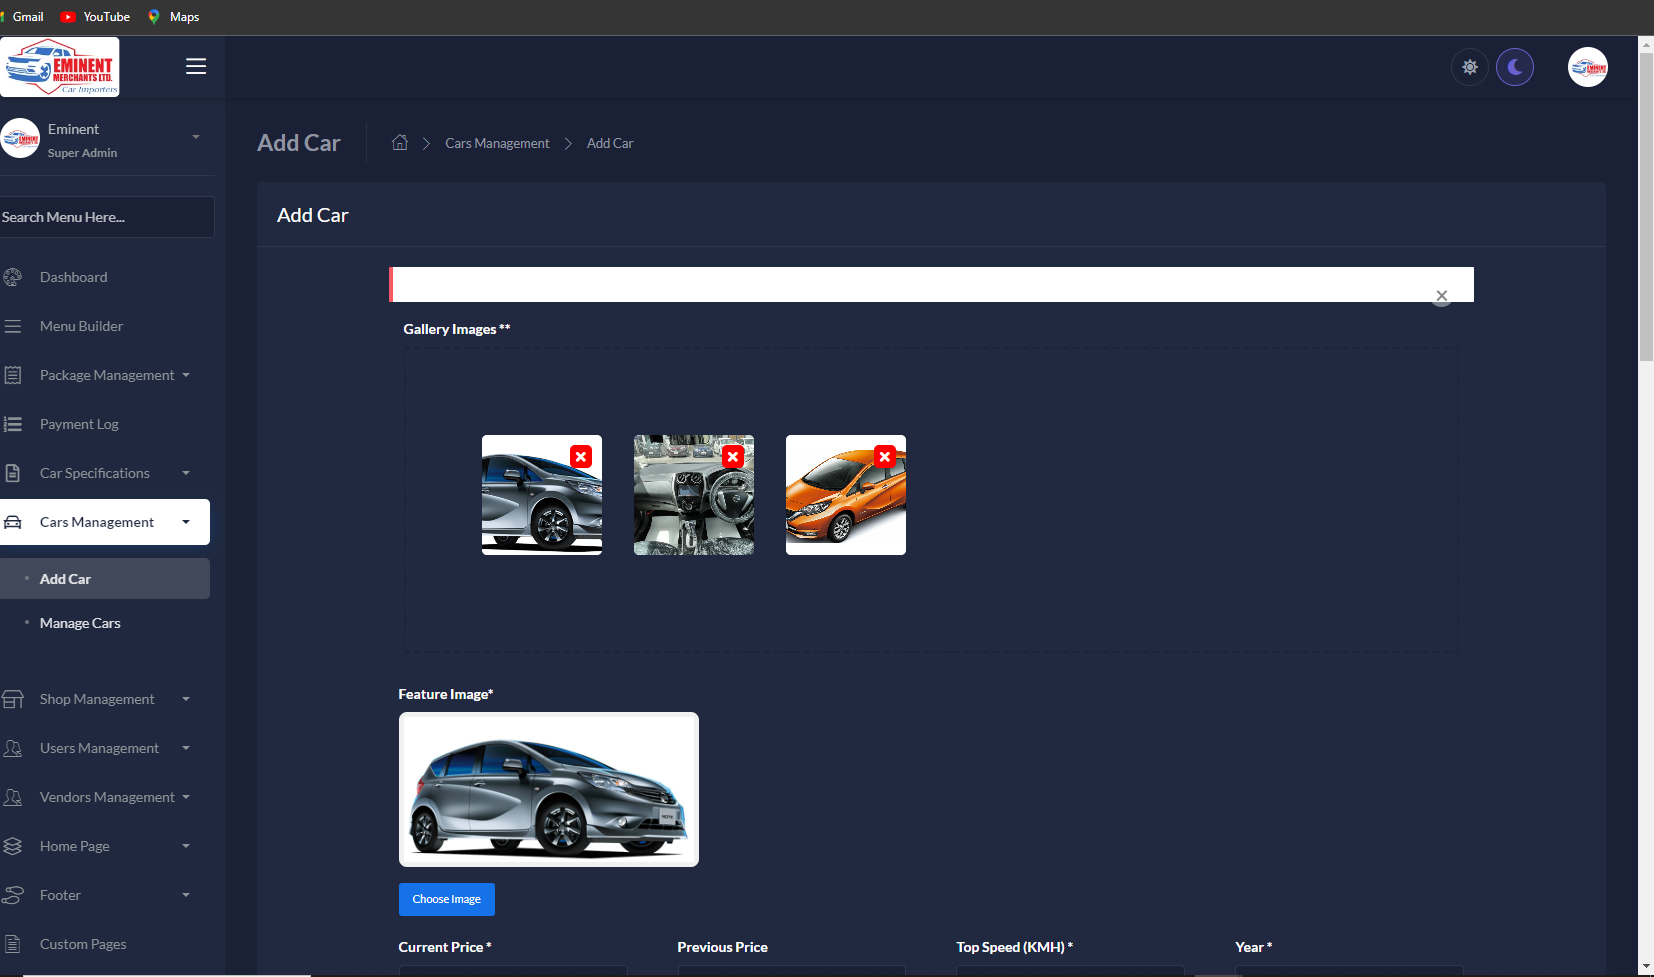 Gmail
YouTube
Maps
EMINENT
MERCHANTS LTD.
Car Importers
Eminent
Super Admin
Search Menu Here...
Dashboard
Menu Builder
Package Management
Payment Log
Car Specifications
Cars Management
Add Car
Manage Cars
Shop Management
Users Management
Vendors Management
Home Page
Footer
Custom Pages
Add Car
Cars Management
Add Car
Add Car
Gallery Images **
Feature Image*
Choose Image
Current Price *
Previous Price
Top Speed (KMH) *
Year *